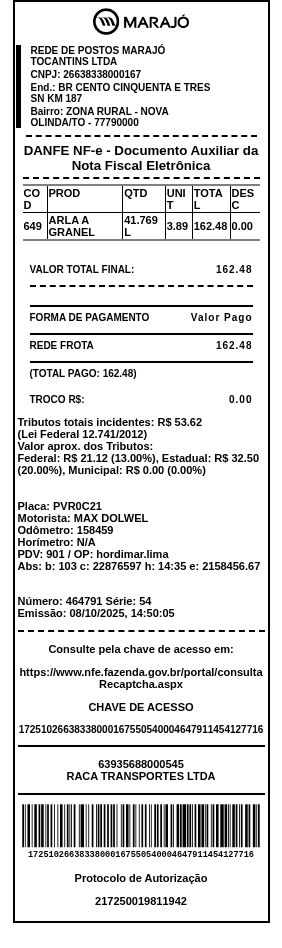 MARAJÓ
REDE DE POSTOS MARAJÓ
TOCANTINS LTDA
CNPJ: 26638338000167
End.: BR CENTO CINQUENTA E TRES
SN KM 187
Bairro: ZONA RURAL - NOVA
OLINDA/TO - 77790000
DANFE NF-e - Documento Auxiliar da
Nota Fiscal Eletrônica
CO PROD QTD UNI TOTA DES
D T L C
649 ARLA A GRANEL 41.769 L 3.89 162.48 0.00
VALOR TOTAL FINAL: 162.48
FORMA DE PAGAMENTO Valor Pago
REDE FROTA 162.48
(TOTAL PAGO: 162.48)
TROCO R$: 0.00
Tributos totais incidentes: R$ 53.62
(Lei Federal 12.741/2012)
Valor aprox. dos Tributos:
Federal: R$ 21.12 (13.00%), Estadual: R$ 32.50
(20.00%), Municipal: R$ 0.00 (0.00%)
Placa: PVR0C21
Motorista: MAX DOLWEL
Odômetro: 158459
Horímetro: N/A
PDV: 901 / OP: hordimar.lima
Abs: b: 103 c: 22876597 h: 14:35 e: 2158456.67
Número: 464791 Série: 54
Emissão: 08/10/2025, 14:50:05
Consulte pela chave de acesso em:
https://www.nfe.fazenda.gov.br/portal/consulta
Recaptcha.aspx
CHAVE DE ACESSO
17251026638338000167550540004647911454127716
63935688000545
RACA TRANSPORTES LTDA
17251026638338000167550540004647911454127716
Protocolo de Autorização
217250019811942